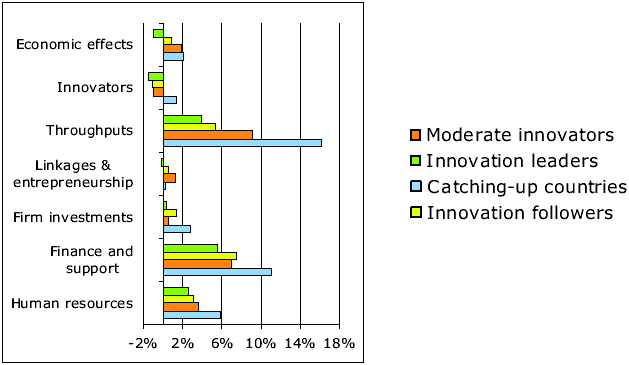 Economic effects
Innovators
Throughputs
Linkages &
entrepreneurship
Firm investments
Finance and
support
Human resources
-2% 2% 6% 10% 14% 18%
Moderate innovators
Innovation leaders
Catching-up countries
Innovation followers